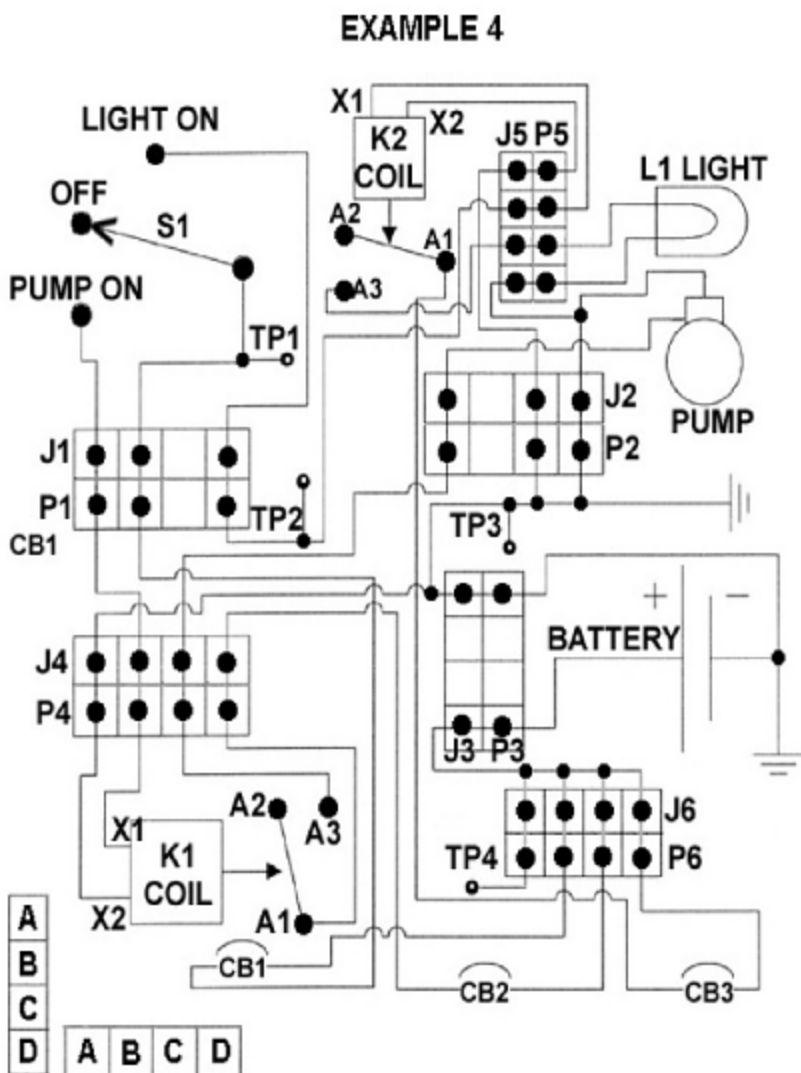 EXAMPLE 4
X1
K2
COIL
X2
J5 P5
LIGHT ON
L1 LIGHT
OFF
S1
A2
A1
A3
PUMP ON
TP1
J2
PUMP
J1
P2
P1
TP2
TP3
CB1
+
-
BATTERY
J4
P4
J3 P3
A2
A3
J6
X1
K1
COIL
TP4
P6
X2
A1
CB1
CB2
CB3
A
B
C
D
A B C D